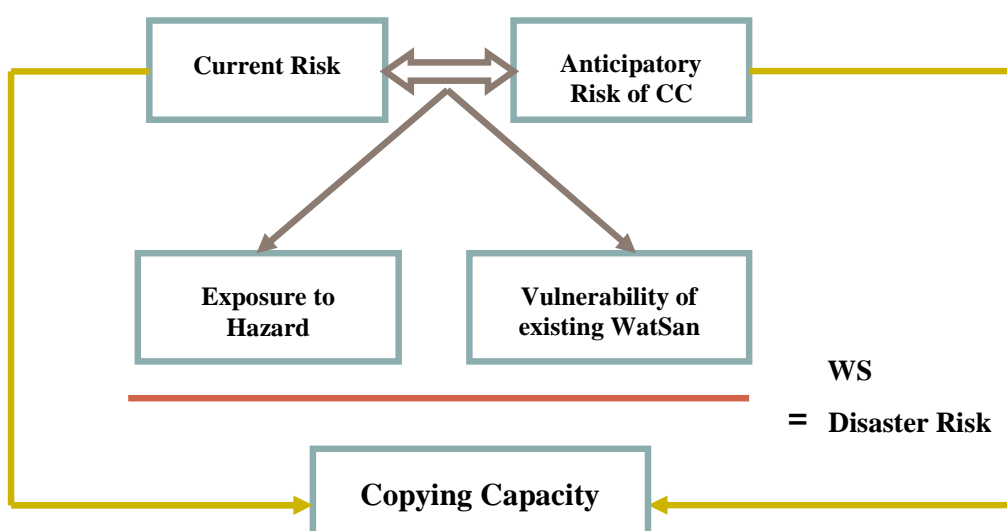 Current Risk
Anticipatory
Risk of CC
Exposure to
Hazard
Vulnerability of
existing WatSan
WS
= Disaster Risk
Copying Capacity